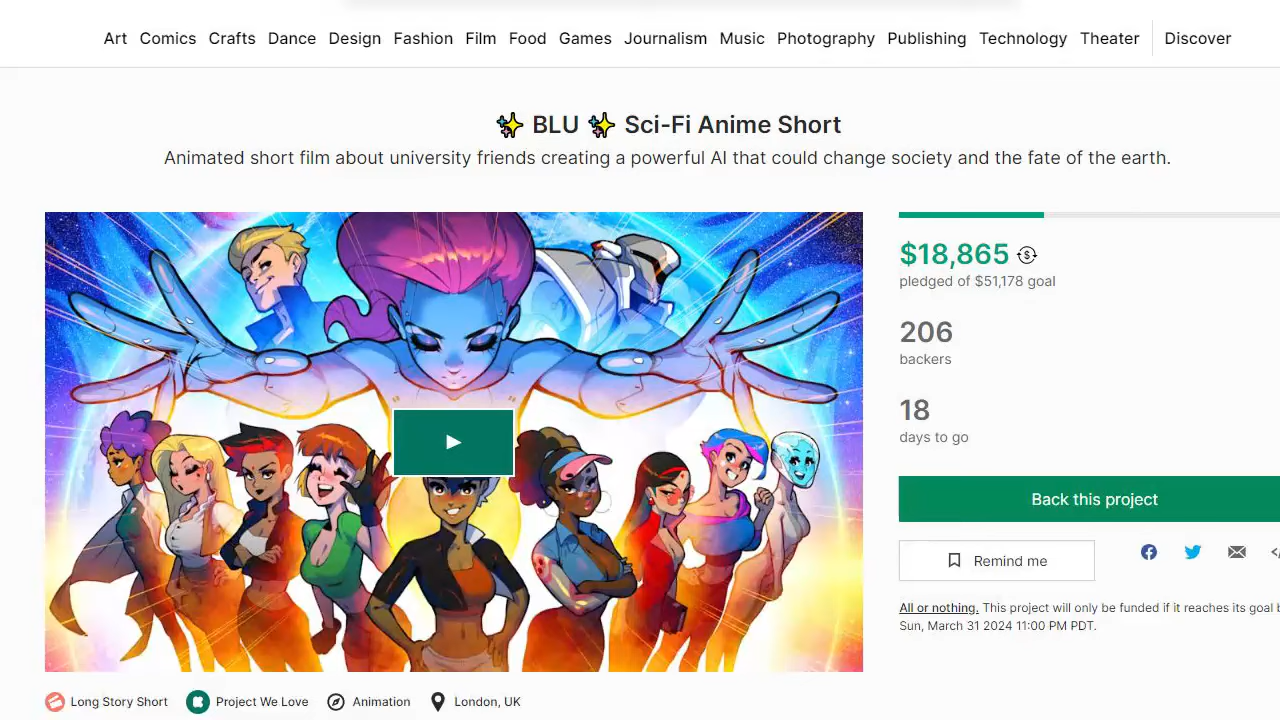 Art Comics Crafts Dance Design Fashion Film Food Games Journalism Music Photography Publishing Technology Theater Discover
✨ BLU ✨ Sci-Fi Anime Short
Animated short film about university friends creating a powerful AI that could change society and the fate of the earth.
$18,865
pledged of $51,178 goal
206
backers
18
days to go
Back this project
Remind me
All or nothing. This project will only be funded if it reaches its goal
Sun, March 31 2024 11:00 PM PDT.
Long Story Short Project We Love Animation London, UK